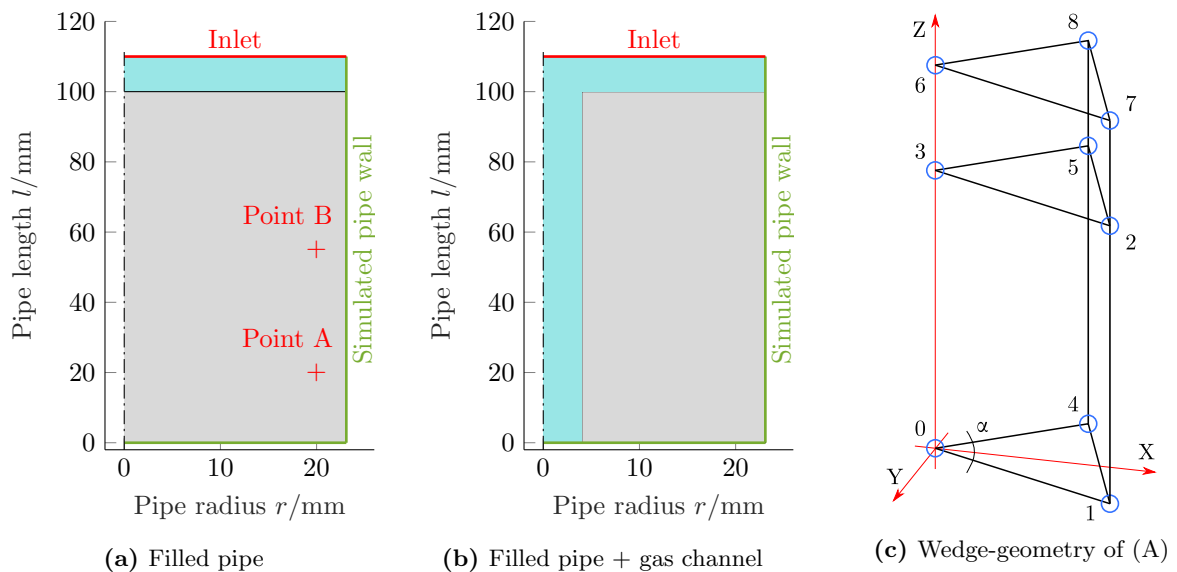 120
100
80
60
40
20
0
Pipe length l/mm
Inlet
Point B
Point A
Simulated pipe wall
0
20
Pipe radius r/mm
(a) Filled pipe
120
100
80
60
40
20
0
Pipe length l/mm
Inlet
Simulated pipe wall
0
20
Pipe radius r/mm
(b) Filled pipe + gas channel
Z
8
6
7
3
5
2
4
0
α
X
Y
1
(c) Wedge-geometry of (A)